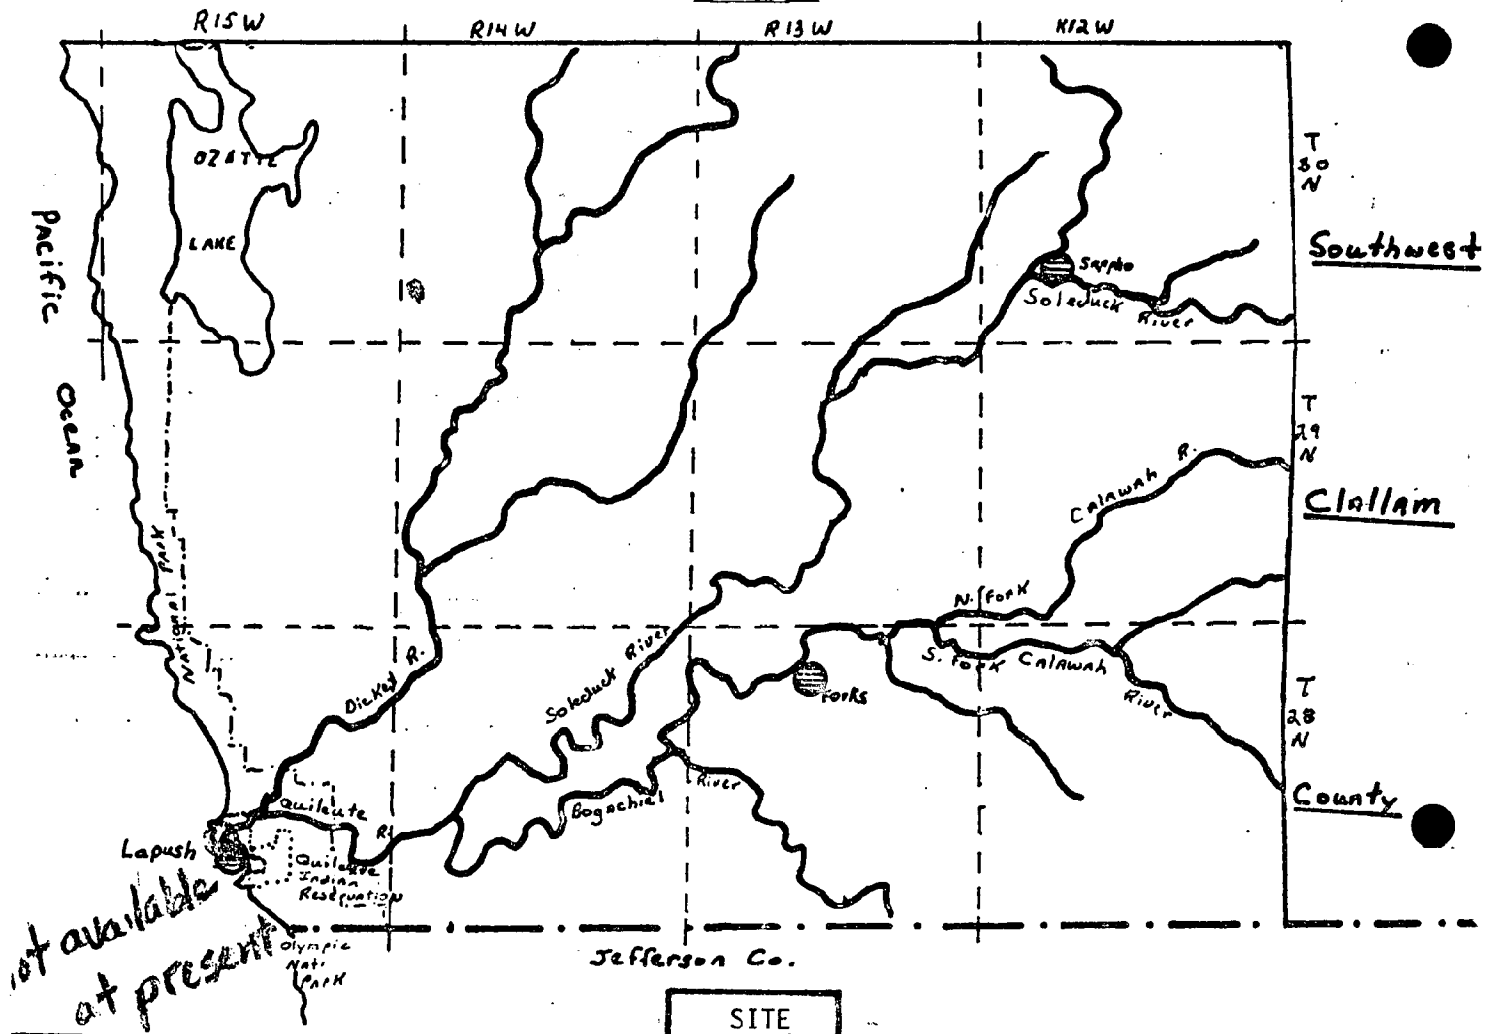 R15W R14W R13W R12W
T
30
N
OZATTE
LAKE
Pacific
Ocean
Southwest
Sappho
Soleduck River
T
29
N
Calawah R.
Clallam
National Park
N. Fork
S. Fork Calawah River
Dickey R.
Soleduck River
Forks
T
28
N
River
Bogachiel
County
Quileute
R.
Lapush
Quileute
Indian
Reservation
not available
at present
Olympic
Natl
Park
Jefferson Co.
SITE